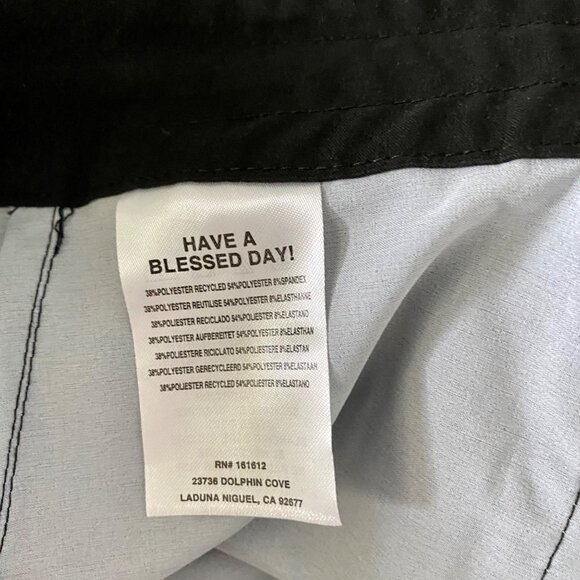 HAVE A
BLESSED DAY!
38%POLYESTER RECYCLED 54%POLYESTER 8%SPANDEX
38%POLYESTER REUTILISE 54%POLYESTER 8%ELASTHANNE
38%POLIESTER RECICLADO 54%POLIESTER 8%ELASTANO
38%POLYESTER AUFBEREITET 54%POLYESTER 8%ELASTHAN
38%POLIESTERE RICICLATO 54%POLIESTERE 8%ELASTAN
38%POLYESTER GERECYCLEERD 54%POLYESTER 8%ELASTAAN
38%POLIESTER RECYCLED 54%POLIESTER 8%ELASTANO
RN# 161612
23736 DOLPHIN COVE
LADUNA NIGUEL, CA 92677